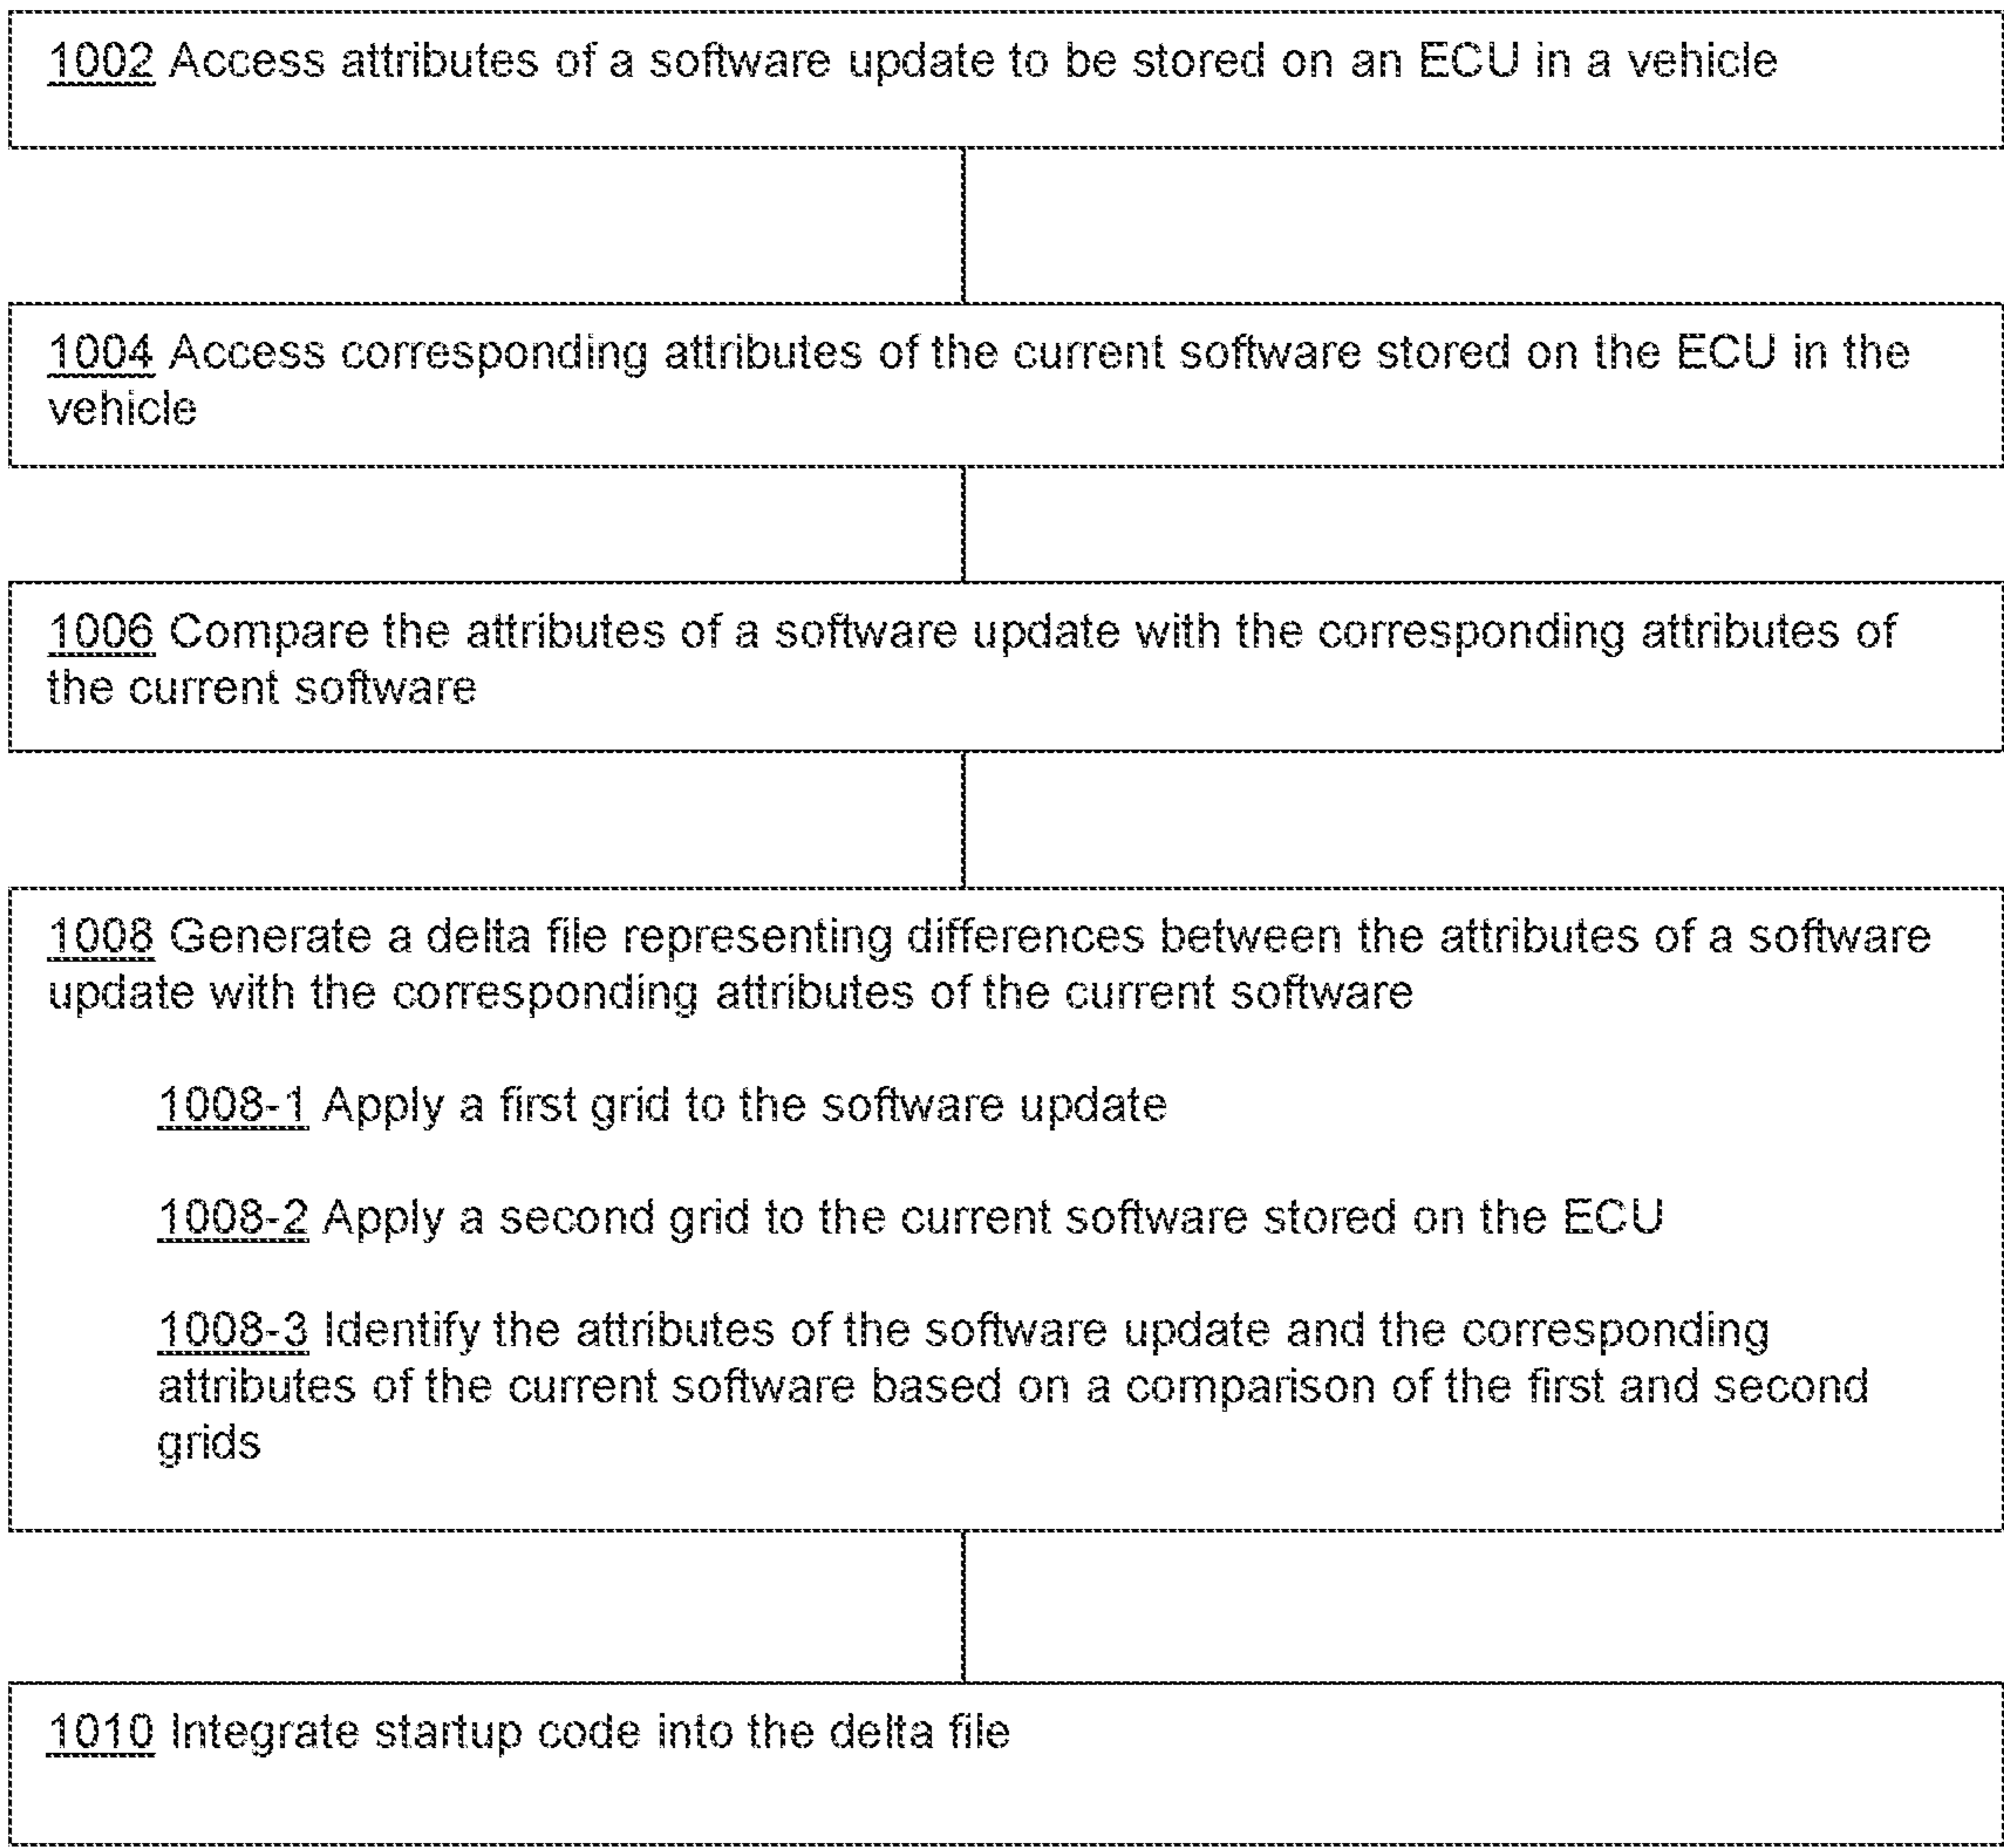 1002 Access attributes of a software update to be stored on an ECU in a vehicle
1004 Access corresponding attributes of the current software stored on the ECU in the
vehicle
1006 Compare the attributes of a software update with the corresponding attributes of
the current software
1008 Generate a delta file representing differences between the attributes of a software
update with the corresponding attributes of the current software
1008-1 Apply a first grid to the software update
1008-2 Apply a second grid to the current software stored on the ECU
1008-3 Identify the attributes of the software update and the corresponding
attributes of the current software based on a comparison of the first and second
grids
1010 Integrate startup code into the delta file